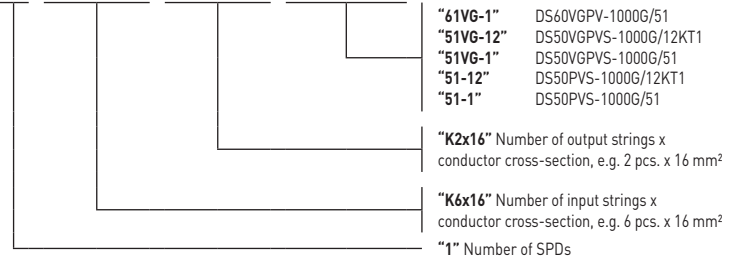 “61VG-1” DS60VGPV-1000G/51
“51VG-12” DS50VGPVS-1000G/12KT1
“51VG-1” DS50VGPVS-1000G/51
“51-12” DS50PVS-1000G/12KT1
“51-1” DS50PVS-1000G/51
“K2x16” Number of output strings x
conductor cross-section, e.g. 2 pcs. x 16 mm²
“K6x16” Number of input strings x
conductor cross-section, e.g. 6 pcs. x 16 mm²
“1” Number of SPDs